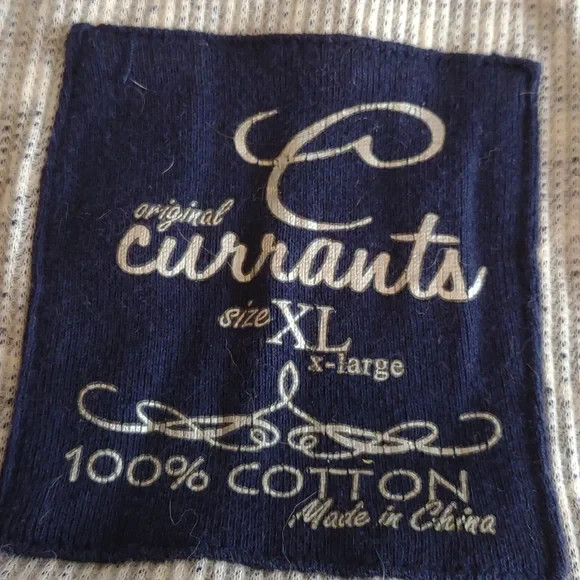 C
original
currants
size XL
x-large
100% COTTON
Made in China